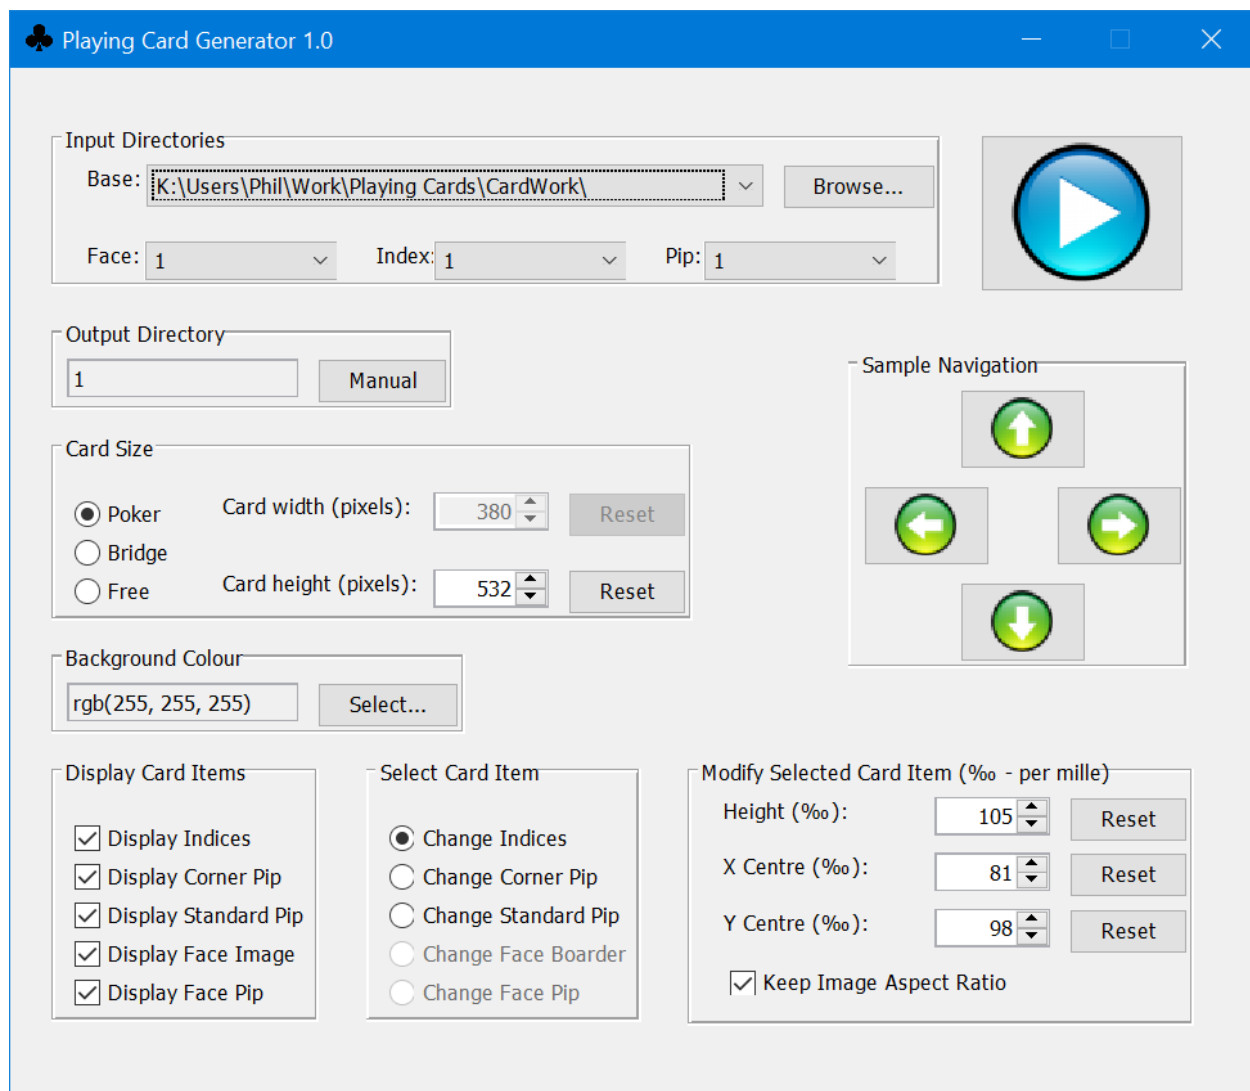 Playing Card Generator 1.0
Input Directories
Base: K:\Users\Phil\Work\Playing Cards\CardWork\ Browse...
Face: 1 Index: 1 Pip: 1
Output Directory
1 Manual
Sample Navigation
Card Size
Poker Card width (pixels): 380 Reset
Bridge
Free Card height (pixels): 532 Reset
Background Colour
rgb(255, 255, 255) Select...
Display Card Items
Display Indices
Display Corner Pip
Display Standard Pip
Display Face Image
Display Face Pip
Select Card Item
Change Indices
Change Corner Pip
Change Standard Pip
Change Face Boarder
Change Face Pip
Modify Selected Card Item (‰ - per mille)
Height (‰): 105 Reset
X Centre (‰): 81 Reset
Y Centre (‰): 98 Reset
Keep Image Aspect Ratio